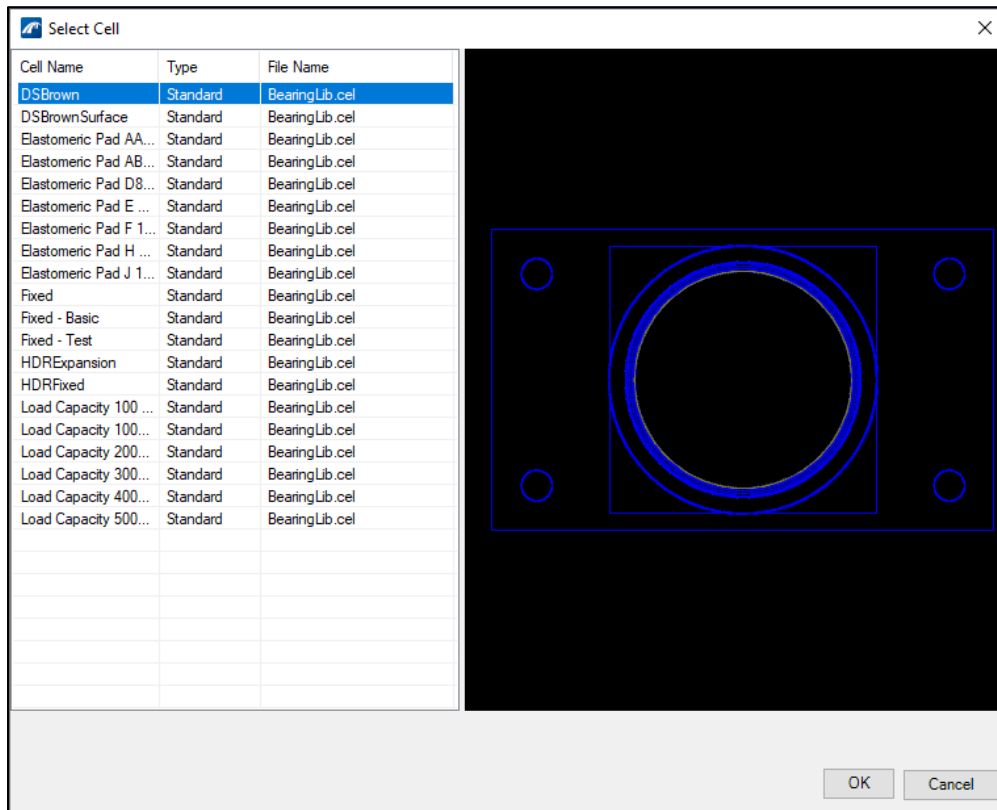 Select Cell
Cell Name Type File Name
DSBrown Standard BearingLib.cel
DSBrownSurface Standard BearingLib.cel
Elastomeric Pad AA... Standard BearingLib.cel
Elastomeric Pad AB... Standard BearingLib.cel
Elastomeric Pad D8... Standard BearingLib.cel
Elastomeric Pad E ... Standard BearingLib.cel
Elastomeric Pad F 1... Standard BearingLib.cel
Elastomeric Pad H ... Standard BearingLib.cel
Elastomeric Pad J 1... Standard BearingLib.cel
Fixed Standard BearingLib.cel
Fixed - Basic Standard BearingLib.cel
Fixed - Test Standard BearingLib.cel
HDRExpansion Standard BearingLib.cel
HDRFixed Standard BearingLib.cel
Load Capacity 100 ... Standard BearingLib.cel
Load Capacity 100... Standard BearingLib.cel
Load Capacity 200... Standard BearingLib.cel
Load Capacity 300... Standard BearingLib.cel
Load Capacity 400... Standard BearingLib.cel
Load Capacity 500... Standard BearingLib.cel
OK Cancel